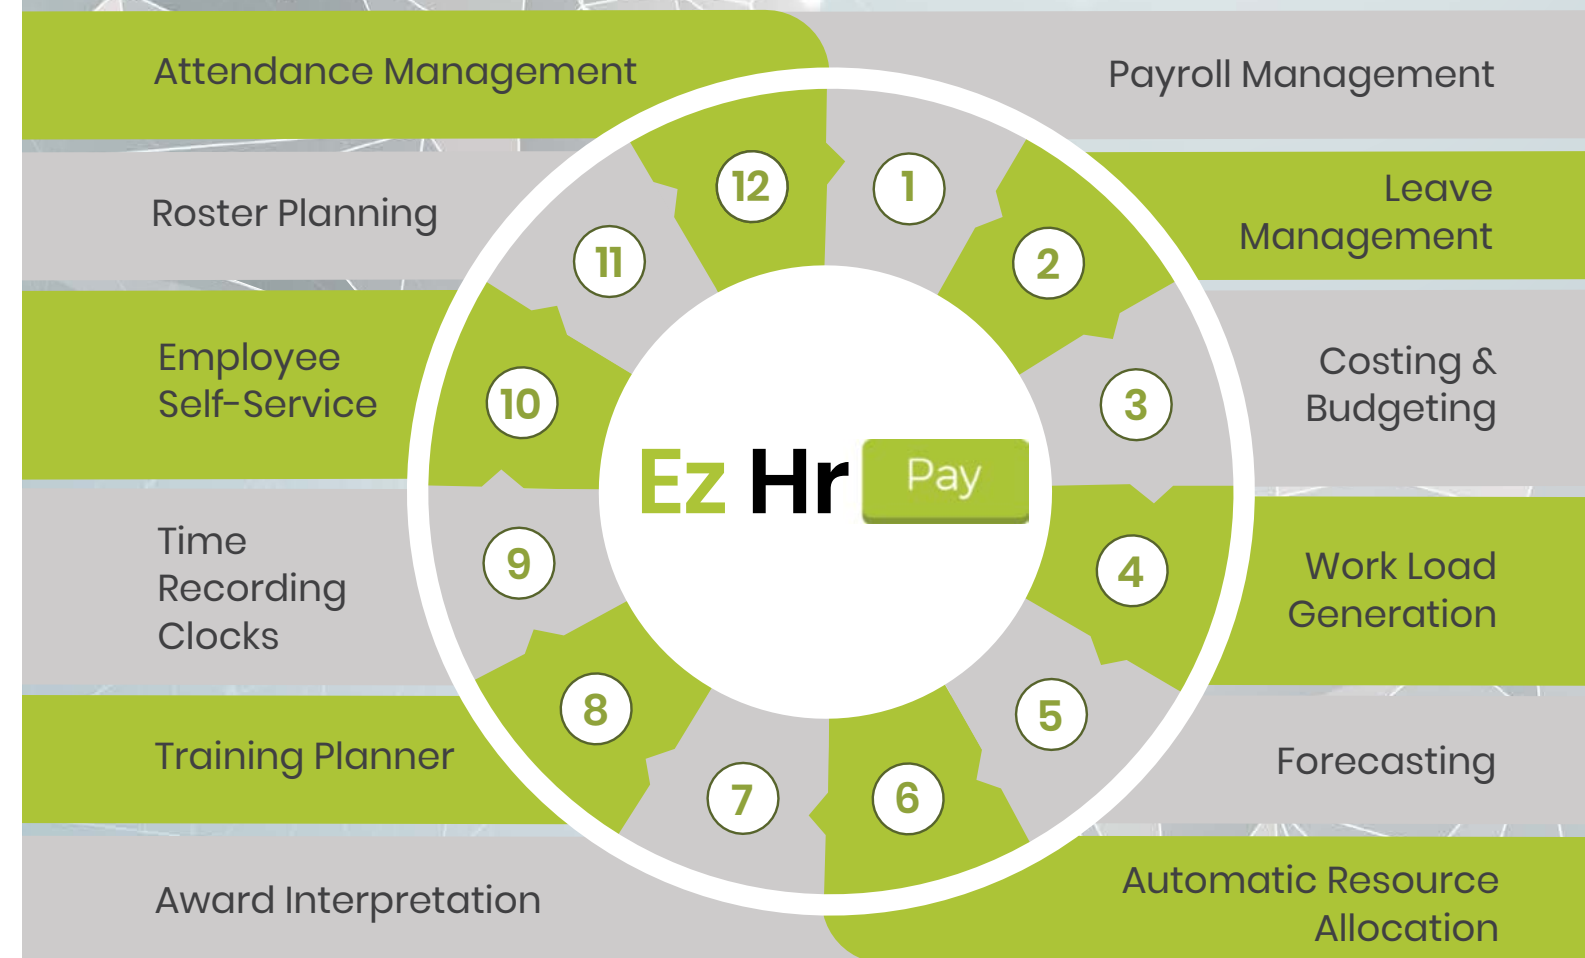 Attendance Management
Payroll Management
Roster Planning
Leave
Management
Employee
Self-Service
Costing &
Budgeting
Time
Recording
Clocks
Work Load
Generation
Training Planner
Forecasting
Award Interpretation
Automatic Resource
Allocation
12
1
11
2
10
3
9
4
8
5
7
6
Ez Hr Pay